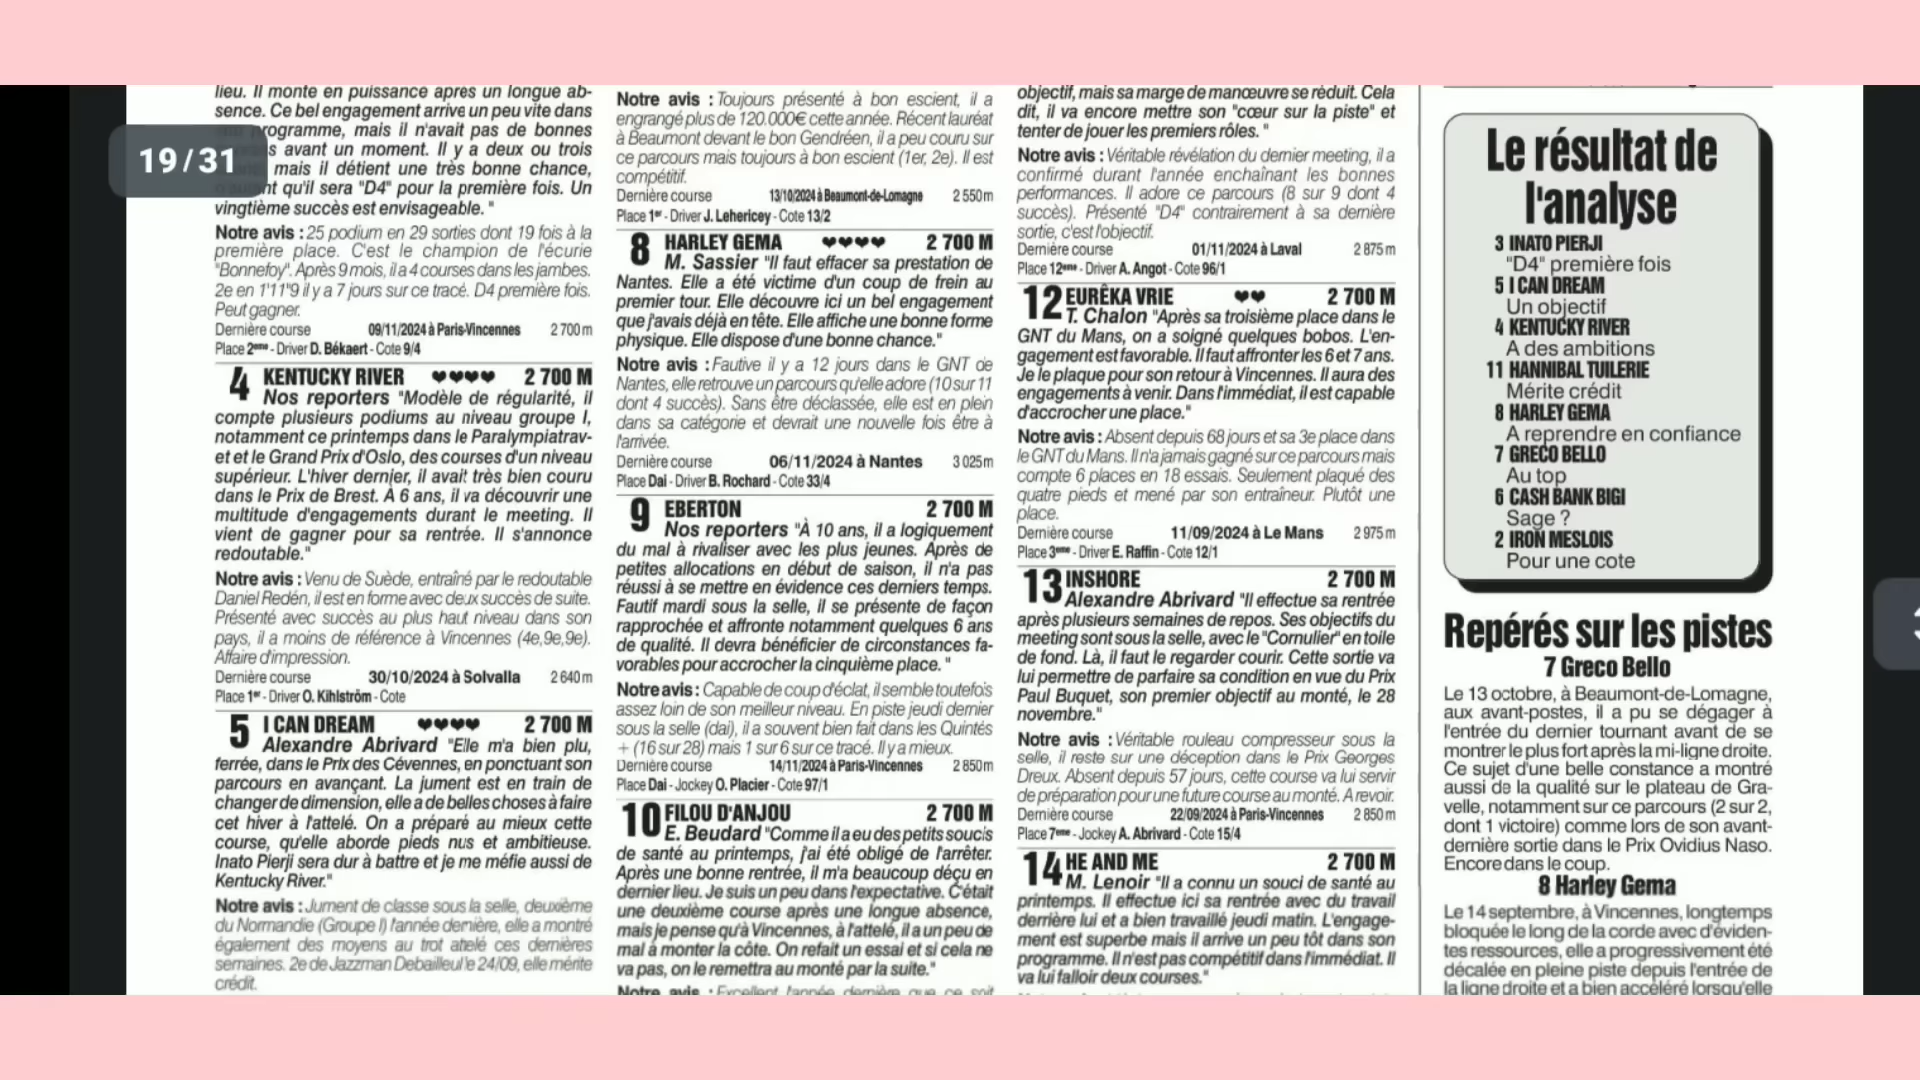 lieu. Il monte en puissance après un longue ab-
sence. Ce bel engagement arrive un peu vite dans
programme, mais il n'avait pas de bonnes
avant un moment. Il y a deux ou trois
19/31
mais il détient une très bonne chance,
qu'il sera "D4" pour la première fois. Un
vingtième succès est envisageable."
Notre avis : 25 podium en 29 sorties dont 19 fois à la
première place. C'est le champion de l'écurie
"Bonnefoy". Après 9 mois, il a 4 courses dans les jambes.
2e en 1'11"9 il y a 7 jours sur ce tracé. D4 première fois.
Peut gagner.
Dernière course 09/11/2024 à Paris-Vincennes 2 700 m
Place 2ème - Driver D. Békaert - Cote 9/4
4 KENTUCKY RIVER ♥♥♥♥ 2 700 M
Nos reporters "Modèle de régularité, il
compte plusieurs podiums au niveau groupe I,
notamment ce printemps dans le Paralympiatrav-
et et le Grand Prix d'Oslo, des courses d'un niveau
supérieur. L'hiver dernier, il avait très bien couru
dans le Prix de Brest. À 6 ans, il va découvrir une
multitude d'engagements durant le meeting. Il
vient de gagner pour sa rentrée. Il s'annonce
redoutable."
Notre avis : Venu de Suède, entraîné par le redoutable
Daniel Redén, il est en forme avec deux succès de suite.
Présenté avec succès au plus haut niveau dans son
pays, il a moins de référence à Vincennes (4e,9e,9e).
Affaire d'impression.
Dernière course 30/10/2024 à Solvalla 2 640 m
Place 1er - Driver O. Kihlström - Cote
5 I CAN DREAM ♥♥♥♥ 2 700 M
Alexandre Abrivard "Elle m'a bien plu,
ferrée, dans le Prix des Cévennes, en ponctuant son
parcours en avançant. La jument est en train de
changer de dimension, elle a de belles choses à faire
cet hiver à l'attelé. On a préparé au mieux cette
course, qu'elle aborde pieds nus et ambitieuse.
Inato Pierji sera dur à battre et je me méfie aussi de
Kentucky River."
Notre avis : Jument de classe sous la selle, deuxième
du Normandie (Groupe I) l'année dernière, elle a montré
également des moyens au trot attelé ces dernières
semaines. 2e de Jazzman Debailleul le 24/09, elle mérite
crédit.
Notre avis : Toujours présenté à bon escient, il a
engrangé plus de 120.000€ cette année. Récent lauréat
à Beaumont devant le bon Gendréen, il a peu couru sur
ce parcours mais toujours à bon escient (1er, 2e). Il est
compétitif.
Dernière course 13/10/2024 à Beaumont-de-Lomagne 2 550 m
Place 1er - Driver J. Lehericey - Cote 13/2
8 HARLEY GEMA ♥♥♥♥ 2 700 M
M. Sassier "Il faut effacer sa prestation de
Nantes. Elle a été victime d'un coup de frein au
premier tour. Elle découvre ici un bel engagement
que j'avais déjà en tête. Elle affiche une bonne forme
physique. Elle dispose d'une bonne chance."
Notre avis : Fautive il y a 12 jours dans le GNT de
Nantes, elle retrouve un parcours qu'elle adore (10 sur 11
dont 4 succès). Sans être déclassée, elle est en plein
dans sa catégorie et devrait une nouvelle fois être à
l'arrivée.
Dernière course 06/11/2024 à Nantes 3 025 m
Place Dai - Driver B. Rochard - Cote 33/4
9 EBERTON 2 700 M
Nos reporters "À 10 ans, il a logiquement
du mal à rivaliser avec les plus jeunes. Après de
petites allocations en début de saison, il n'a pas
réussi à se mettre en évidence ces derniers temps.
Fautif mardi sous la selle, il se présente de façon
rapprochée et affronte notamment quelques 6 ans
de qualité. Il devra bénéficier de circonstances fa-
vorables pour accrocher la cinquième place."
Notre avis : Capable de coup d'éclat, il semble toutefois
assez loin de son meilleur niveau. En piste jeudi dernier
sous la selle (dai), il a souvent bien fait dans les Quintés
+ (16 sur 28) mais 1 sur 6 sur ce tracé. Il y a mieux.
Dernière course 14/11/2024 à Paris-Vincennes 2 850 m
Place Dai - Jockey O. Placier - Cote 97/1
10 FILOU D'ANJOU 2 700 M
E. Beudard "Comme il a eu des petits soucis
de santé au printemps, j'ai été obligé de l'arrêter.
Après une bonne rentrée, il m'a beaucoup déçu en
dernier lieu. Je suis un peu dans l'expectative. C'était
une deuxième course après une longue absence,
mais je pense qu'à Vincennes, à l'attelé, il a un peu de
mal à monter la côte. On refait un essai et si cela ne
va pas, on le remettra au monté par la suite."
Notre avis : Excellent l'année dernière que ce soit
objectif, mais sa marge de manœuvre se réduit. Cela
dit, il va encore mettre son "cœur sur la piste" et
tenter de jouer les premiers rôles."
Notre avis : Véritable révélation du dernier meeting, il a
confirmé durant l'année enchaînant les bonnes
performances. Il adore ce parcours (8 sur 9 dont 4
succès). Présenté "D4" contrairement à sa dernière
sortie, c'est l'objectif.
Dernière course 01/11/2024 à Laval 2 875 m
Place 12ème - Driver A. Angot - Cote 96/1
12 EURÊKA VRIE ♥♥ 2 700 M
T. Chalon "Après sa troisième place dans le
GNT du Mans, on a soigné quelques bobos. L'en-
gagement est favorable. Il faut affronter les 6 et 7 ans.
Je le plaque pour son retour à Vincennes. Il aura des
engagements à venir. Dans l'immédiat, il est capable
d'accrocher une place."
Notre avis : Absent depuis 68 jours et sa 3e place dans
le GNT du Mans. Il n'a jamais gagné sur ce parcours mais
compte 6 places en 18 essais. Seulement plaqué des
quatre pieds et mené par son entraîneur. Plutôt une
place.
Dernière course 11/09/2024 à Le Mans 2 975 m
Place 3ème - Driver E. Raffin - Cote 12/1
13 INSHORE 2 700 M
Alexandre Abrivard "Il effectue sa rentrée
après plusieurs semaines de repos. Ses objectifs du
meeting sont sous la selle, avec le "Cornulier" en toile
de fond. Là, il faut le regarder courir. Cette sortie va
lui permettre de parfaire sa condition en vue du Prix
Paul Buquet, son premier objectif au monté, le 28
novembre."
Notre avis : Véritable rouleau compresseur sous la
selle, il reste sur une déception dans le Prix Georges
Dreux. Absent depuis 57 jours, cette course va lui servir
de préparation pour une future course au monté. A revoir.
Dernière course 22/09/2024 à Paris-Vincennes 2 850 m
Place 7ème - Jockey A. Abrivard - Cote 15/4
14 HE AND ME 2 700 M
M. Lenoir "Il a connu un souci de santé au
printemps. Il effectue ici sa rentrée avec du travail
derrière lui et a bien travaillé jeudi matin. L'engage-
ment est superbe mais il arrive un peu tôt dans son
programme. Il n'est pas compétitif dans l'immédiat. Il
va lui falloir deux courses."
Le résultat de
l'analyse
3 INATO PIERJI
"D4" première fois
5 I CAN DREAM
Un objectif
4 KENTUCKY RIVER
A des ambitions
11 HANNIBAL TUILERIE
Mérite crédit
8 HARLEY GEMA
A reprendre en confiance
7 GRECO BELLO
Au top
6 CASH BANK BIGI
Sage ?
2 IRON MESLOIS
Pour une cote
Repérés sur les pistes
7 Greco Bello
Le 13 octobre, à Beaumont-de-Lomagne,
aux avant-postes, il a pu se dégager à
l'entrée du dernier tournant avant de se
montrer le plus fort après la mi-ligne droite.
Ce sujet d'une belle constance a montré
aussi de la qualité sur le plateau de Gra-
velle, notamment sur ce parcours (2 sur 2,
dont 1 victoire) comme lors de son avant-
dernière sortie dans le Prix Ovidius Naso.
Encore dans le coup.
8 Harley Gema
Le 14 septembre, à Vincennes, longtemps
bloquée le long de la corde avec d'éviden-
tes ressources, elle a progressivement été
décalée en pleine piste depuis l'entrée de
la ligne droite et a bien accéléré lorsqu'elle